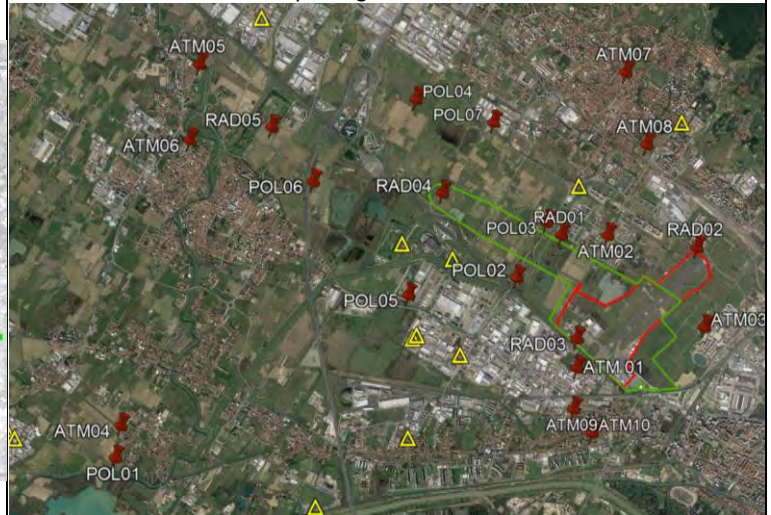 ATM05
ATM07
POL04
RAD05
POL07
ATM06
ATM08
POL06
RAD04
RAD01
POL03
RAD02
ATM02
POL02
POL05
ATM03
RAD03
ATM 01
ATM04
ATM09
ATM10
POL01